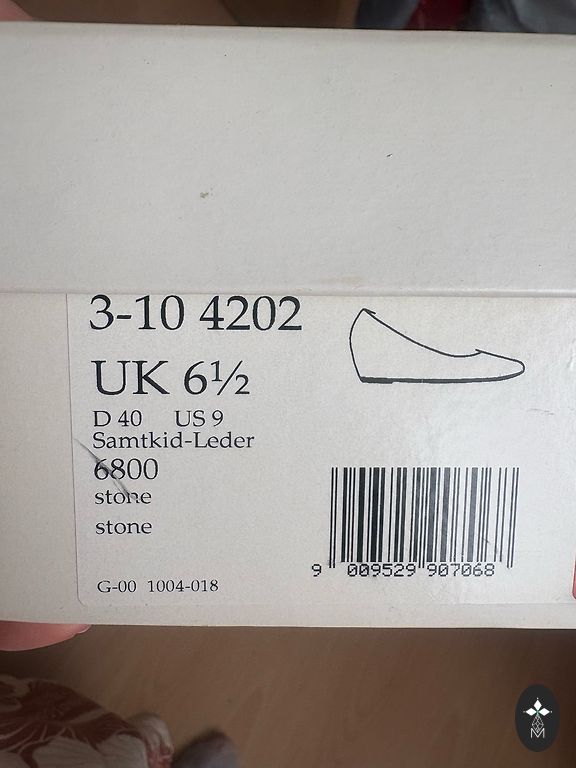 3-10 4202
UK 6½
D 40 US 9
Samtkid-Leder
6800
stone
stone
G-00 1004-018
9 009529 907068
M